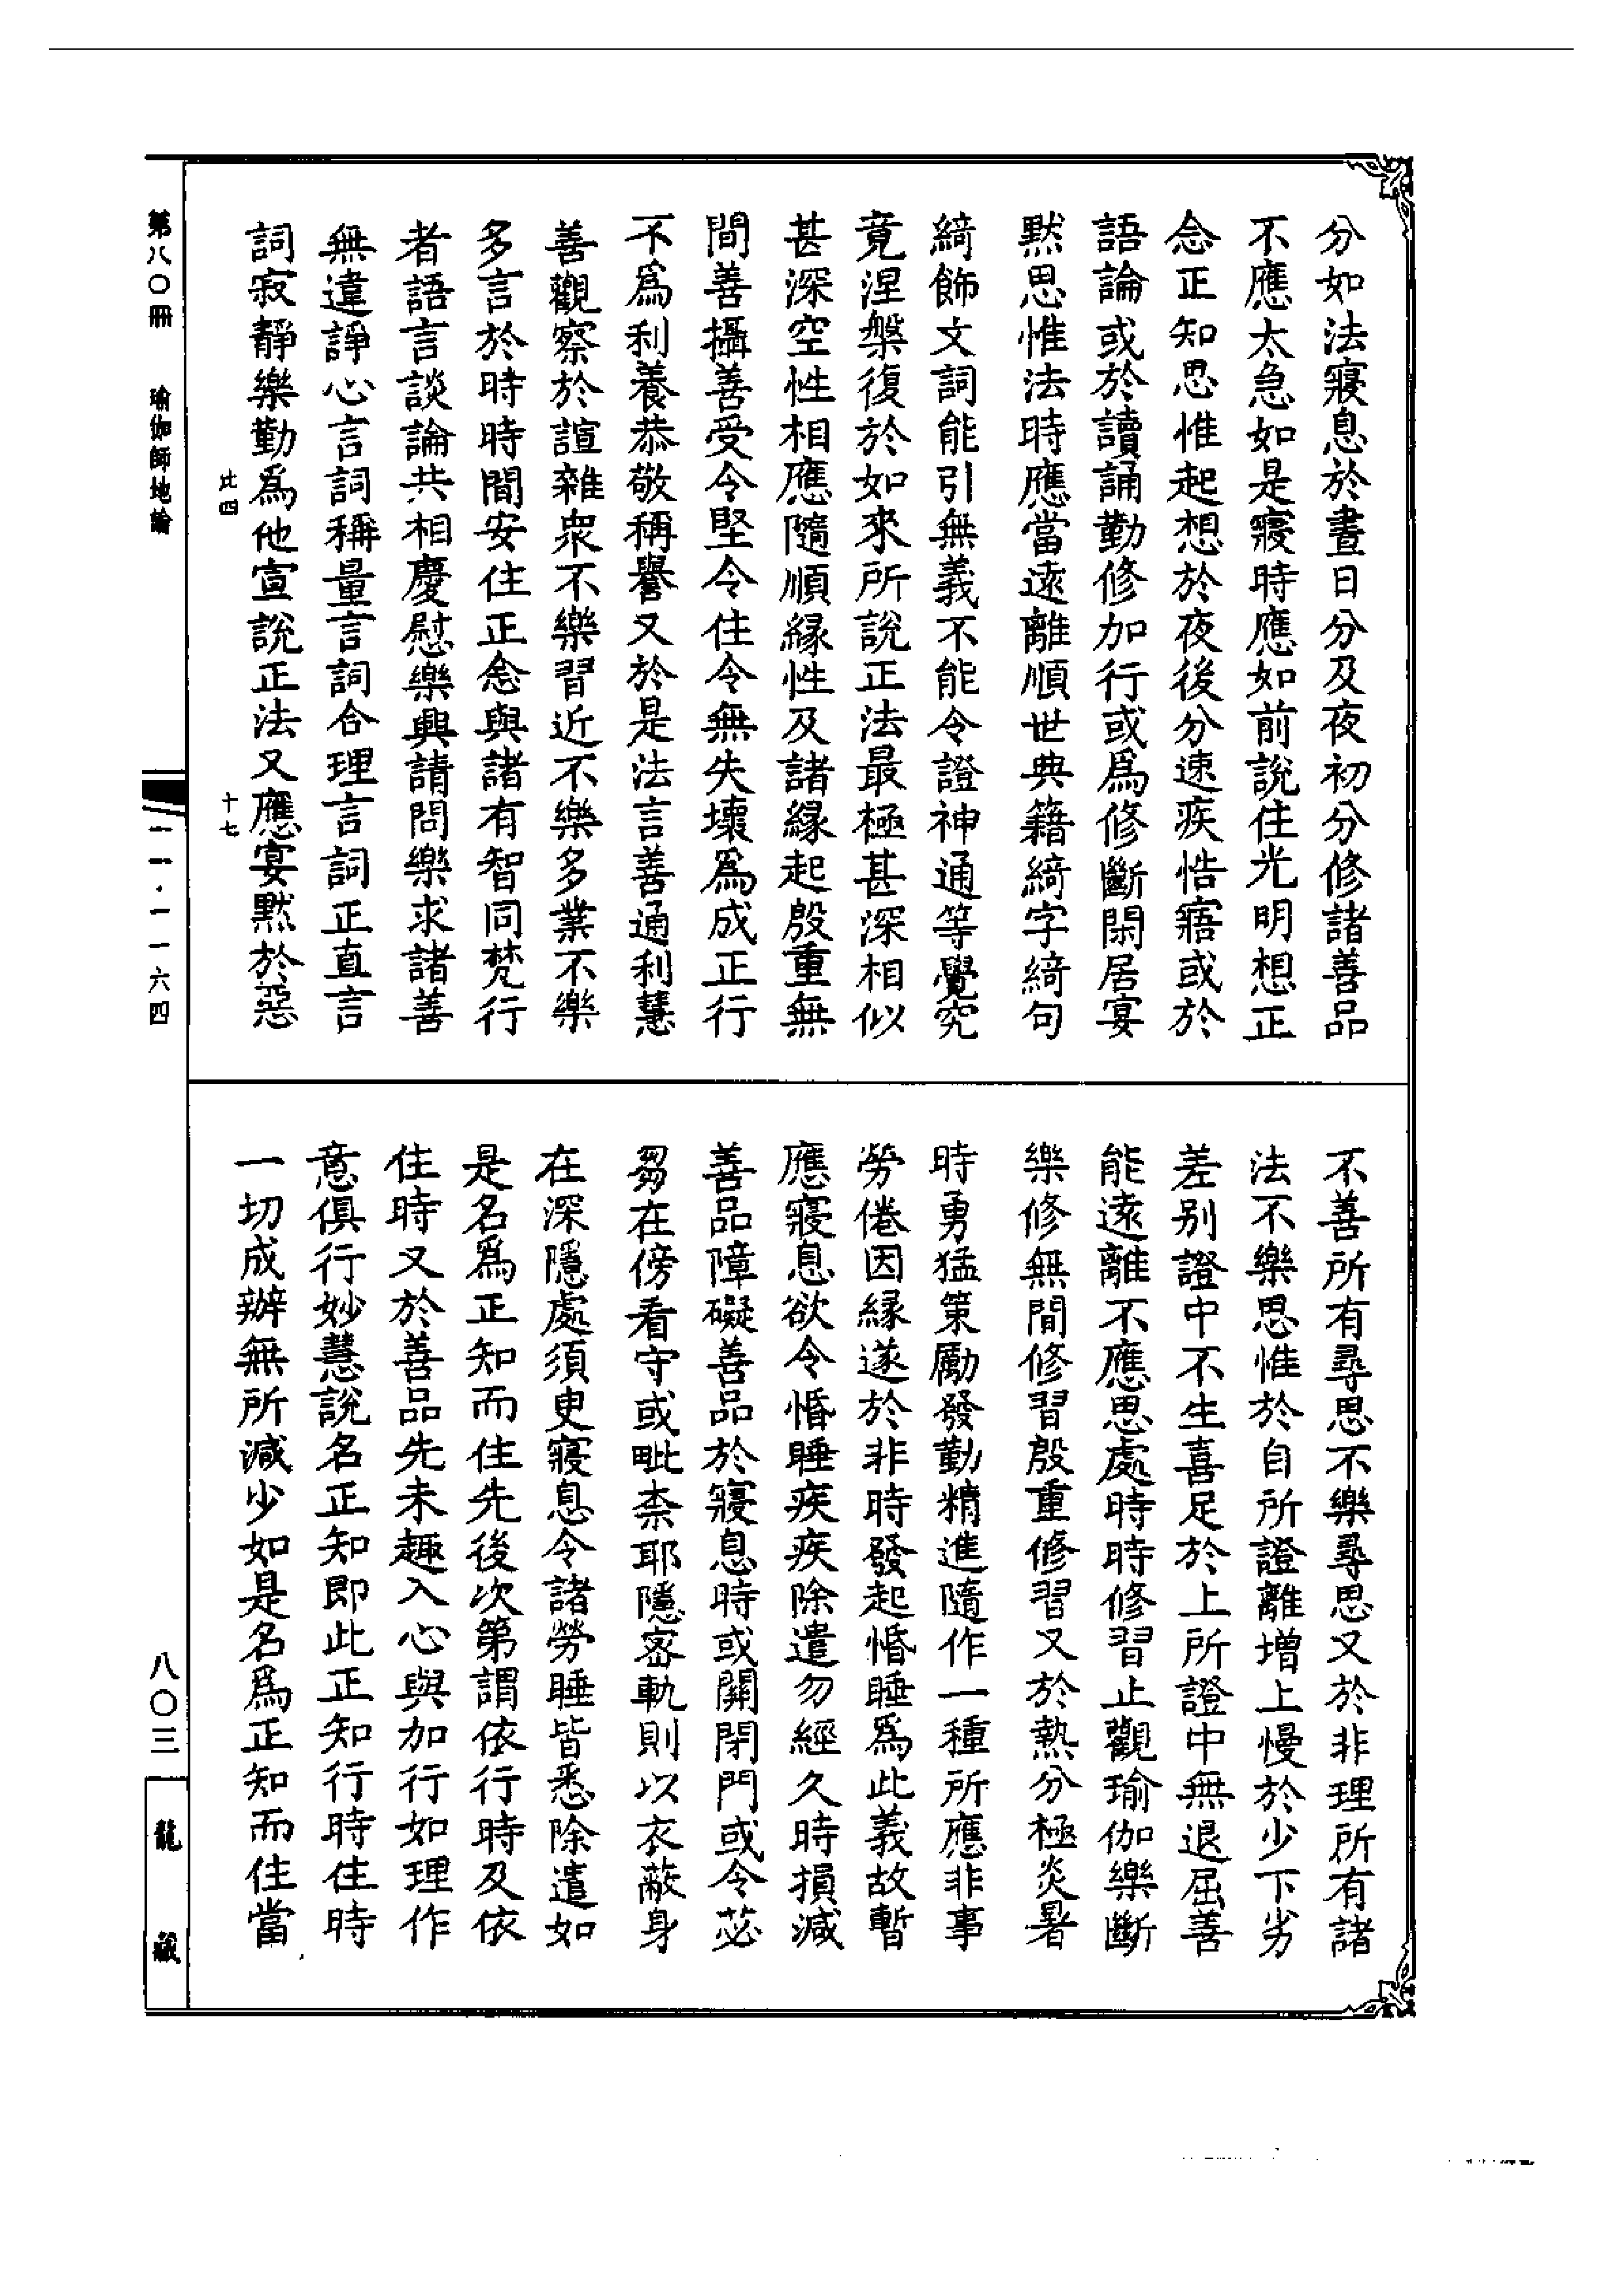 分如法寢息於晝日分及夜初分修諸善品
不應太急如是寢時應如前說住光明想正
念正知思惟起想於夜後分速疾悎寤或於
語論或於讀誦勤修加行或爲修斷閑居宴
默思惟法時應當遠離順世典籍綺字綺句
綺飾文詞能引無義不能令證神通等覺究
竟涅槃復於如來所說正法最極甚深相似
甚深空性相應隨順緣性及諸緣起殷重無
間善攝善受令堅令住令無失壞爲成正行
不爲利養恭敬稱譽又於是法言善通利慧
善觀察於諠雜衆不樂習近不樂多業不樂
多言於時時間安住正念與諸有智同梵行
者語言談論共相慶慰樂興請問樂求諸善
無違諍心言詞稱量言詞合理言詞正直言
詞寂靜樂勤爲他宣說正法又應宴默於惡
不善所有尋思不樂尋思又於非理所有諸
法不樂思惟於自所證離增上慢於少下劣
差別證中不生喜足於上所證中無退屈善
能遠離不應思處時時修習止觀瑜伽樂斷
樂修無間修習殷重修習又於熱分極炎暑
時勇猛策勵發勤精進隨作一種所應非事
勞倦因緣遂於非時發起惛睡爲此義故暫
應寢息欲令惛睡疾疾除遣勿經久時損減
善品障礙善品於寢息時或關閉門或令苾
芻在傍看守或毗柰耶隱密軌則以衣蔽身
在深隱處須臾寢息令諸勞睡皆悉除遣如
是名爲正知而住先後次第謂依行時及依
住時又於善品先未趣入心與加行如理作
意俱行妙慧說名正知即此正知行時住時
一切成辦無所減少如是名爲正知而住當
第八〇冊 瑜伽師地論
此四 十七
一一·一一六四
八〇三
龍藏